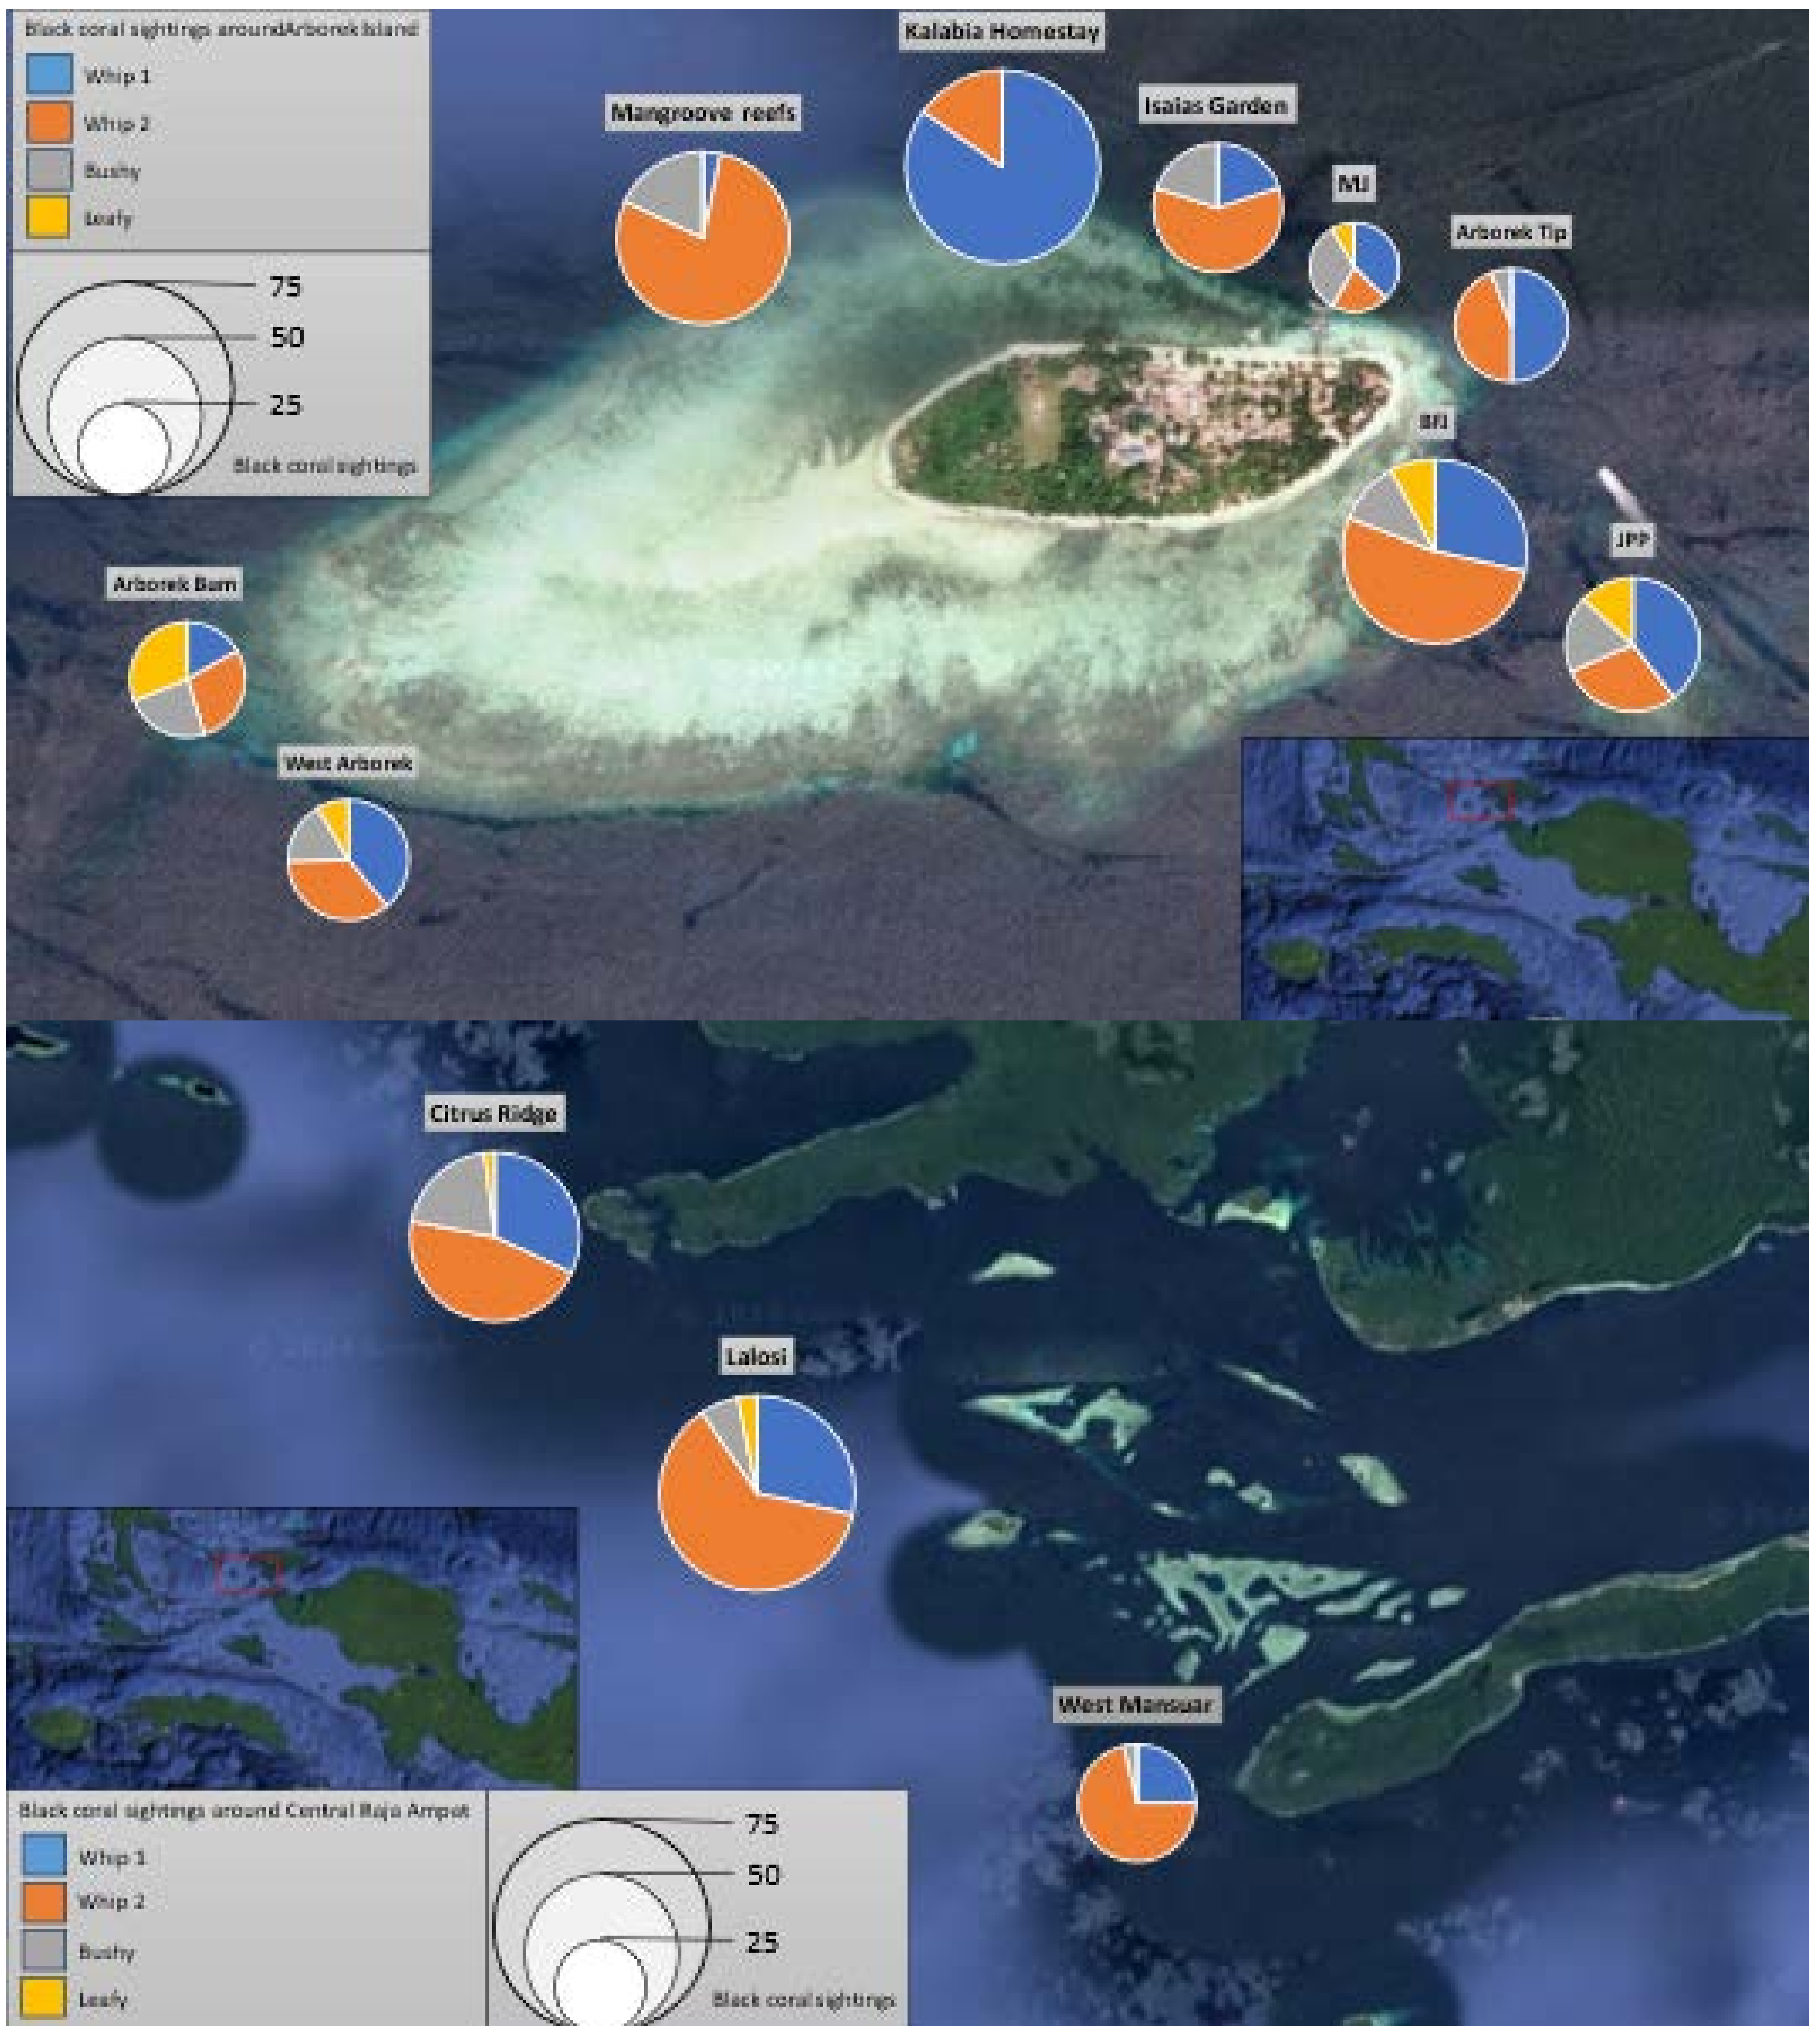 Black coral sightings aroundArborek Island
Whip 1
Whip 2
Bushy
Leafy
75
50
25
Black coral sightings
Kalabia Homestay
Mangroove reefs
Isaias Garden
MJ
Arborek Tip
BFJ
JPP
Arborek Bam
West Arborek
Citrus Ridge
Lalosi
West Mansuar
Black coral sightings around Central Raja Ampat
Whip 1
Whip 2
Bushy
Leafy
75
50
25
Black coral sightings